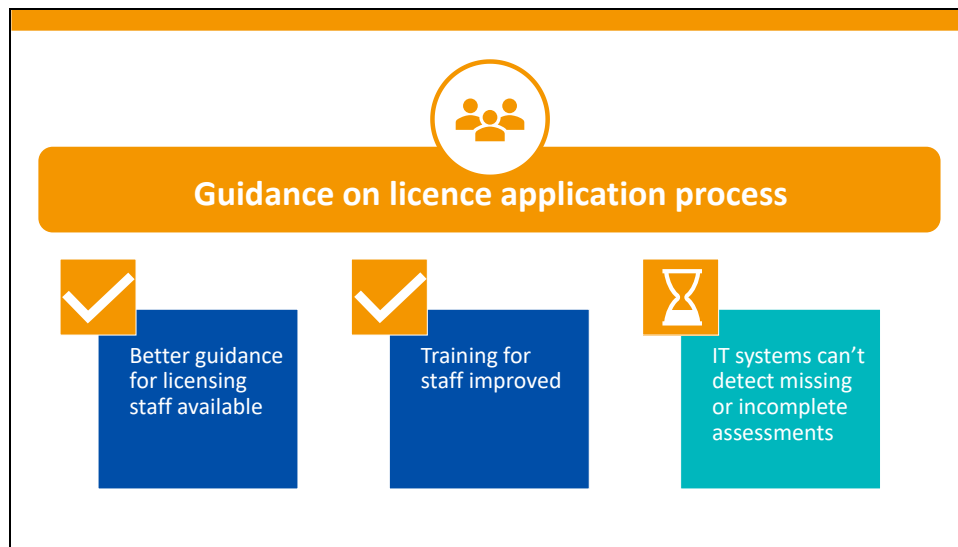 Guidance on licence application process
Better guidance
for licensing
staff available
Training for
staff improved
IT systems can’t
detect missing
or incomplete
assessments